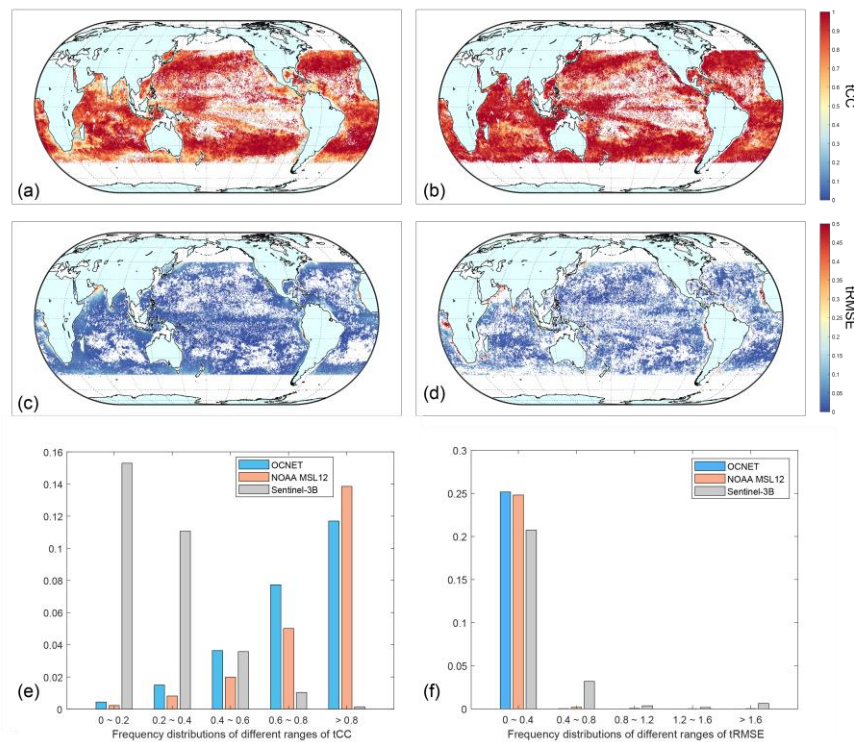 (a)
(b)
1
0.9
0.8
0.7
0.6
0.5
0.4
0.3
0.2
0.1
0
tCC
(c)
(d)
0.5
0.45
0.4
0.35
0.3
0.25
0.2
0.15
0.1
0.05
0
tRMSE
0.16
0.14
0.12
0.1
0.08
0.06
0.04
0.02
0
OCNET
NOAA MSL12
Sentinel-3B
(e)
0 ~ 0.2
0.2 ~ 0.4
0.4 ~ 0.6
0.6 ~ 0.8
> 0.8
Frequency distributions of different ranges of tCC
0.3
0.25
0.2
0.15
0.1
0.05
0
OCNET
NOAA MSL12
Sentinel-3B
(f)
0 ~ 0.4
0.4 ~ 0.8
0.8 ~ 1.2
1.2 ~ 1.6
> 1.6
Frequency distributions of different ranges of tRMSE